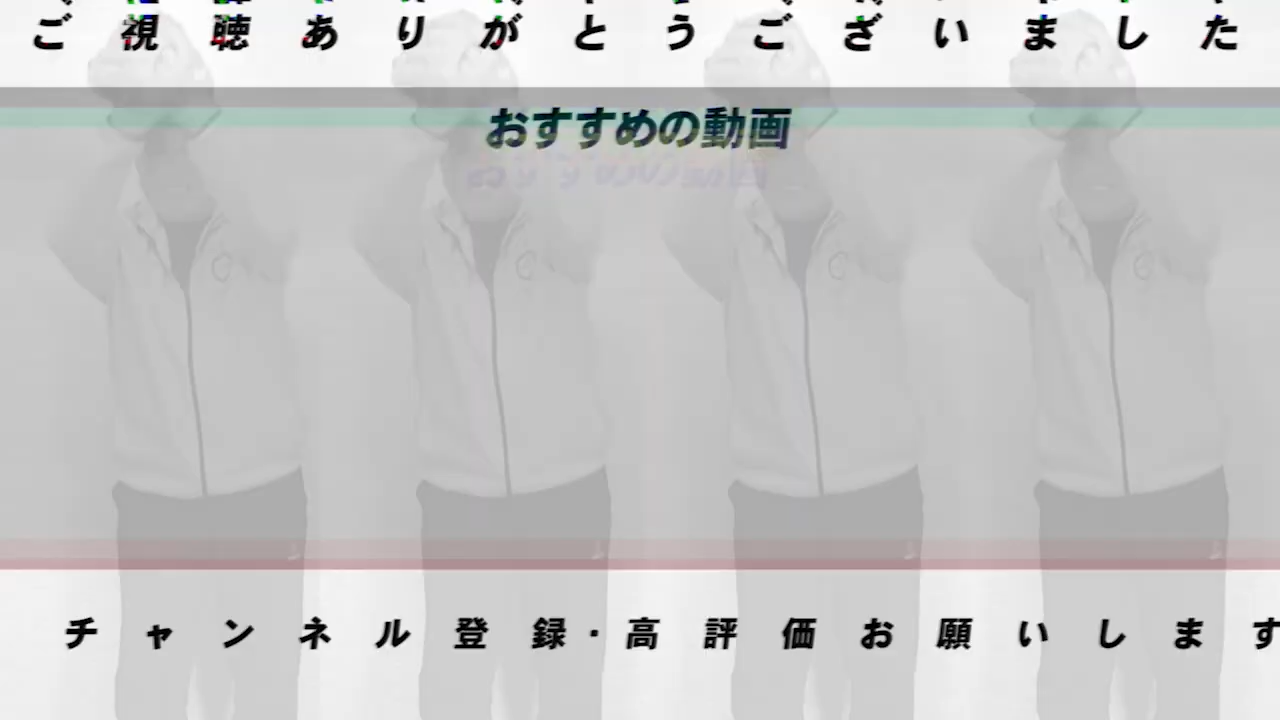 ご視聴ありがとうございました
おすすめの動画
チャンネル登録・高評価お願いします